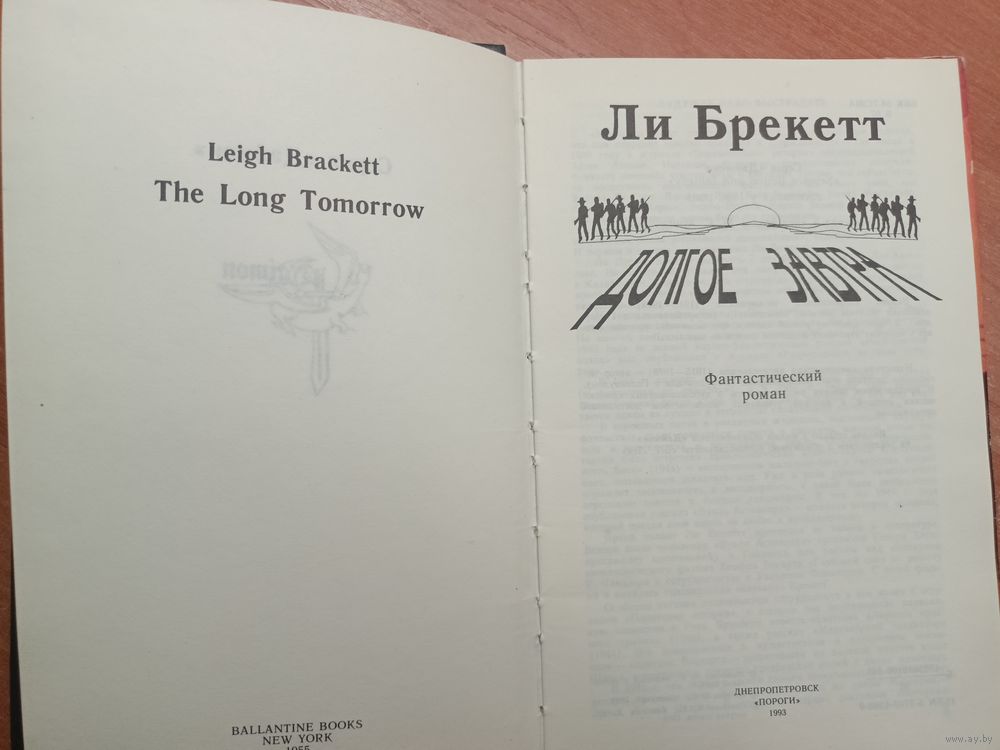 Leigh Brackett
The Long Tomorrow
BALLANTINE BOOKS
NEW YORK
1955
Ли Брекетт
ДОЛГОЕ ЗАВТРА
Фантастический
роман
ДНЕПРОПЕТРОВСК
«ПОРОГИ»
1993
www.ay.by